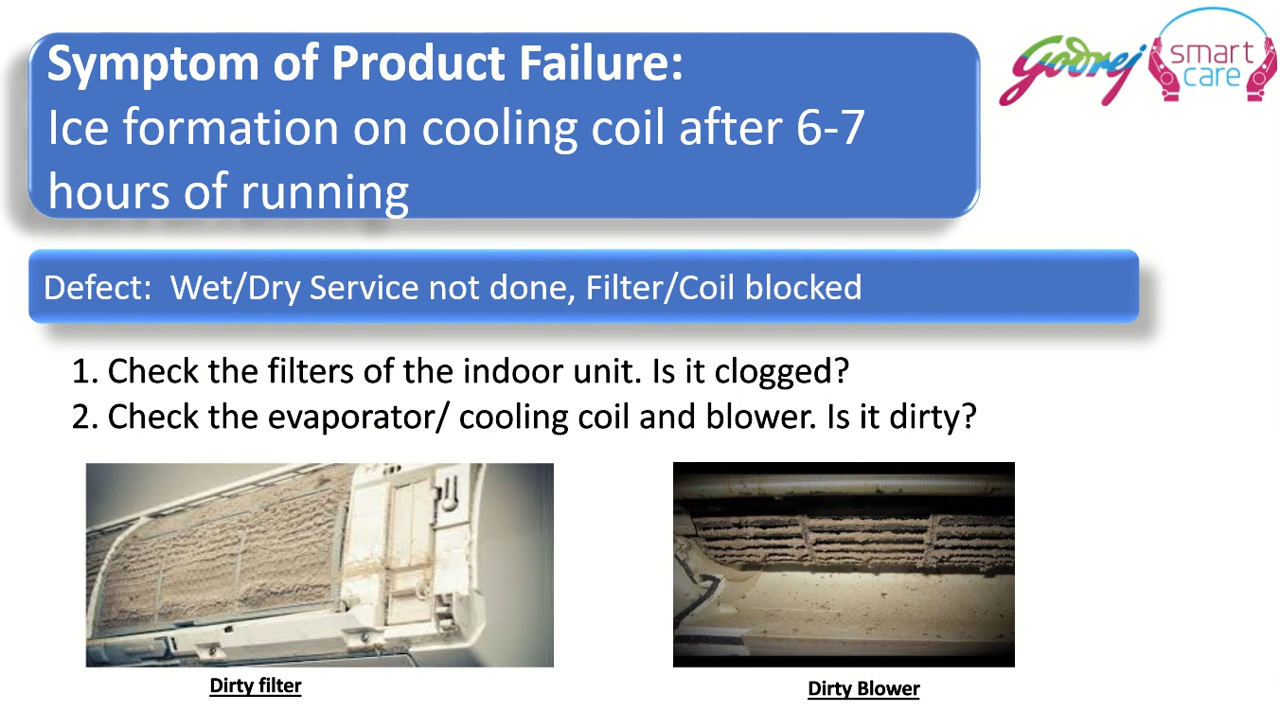 Symptom of Product Failure:
Ice formation on cooling coil after 6-7
hours of running
Godrej
smart
care
Defect:  Wet/Dry Service not done, Filter/Coil blocked
1. Check the filters of the indoor unit. Is it clogged?
2. Check the evaporator/ cooling coil and blower. Is it dirty?
Dirty filter
Dirty Blower